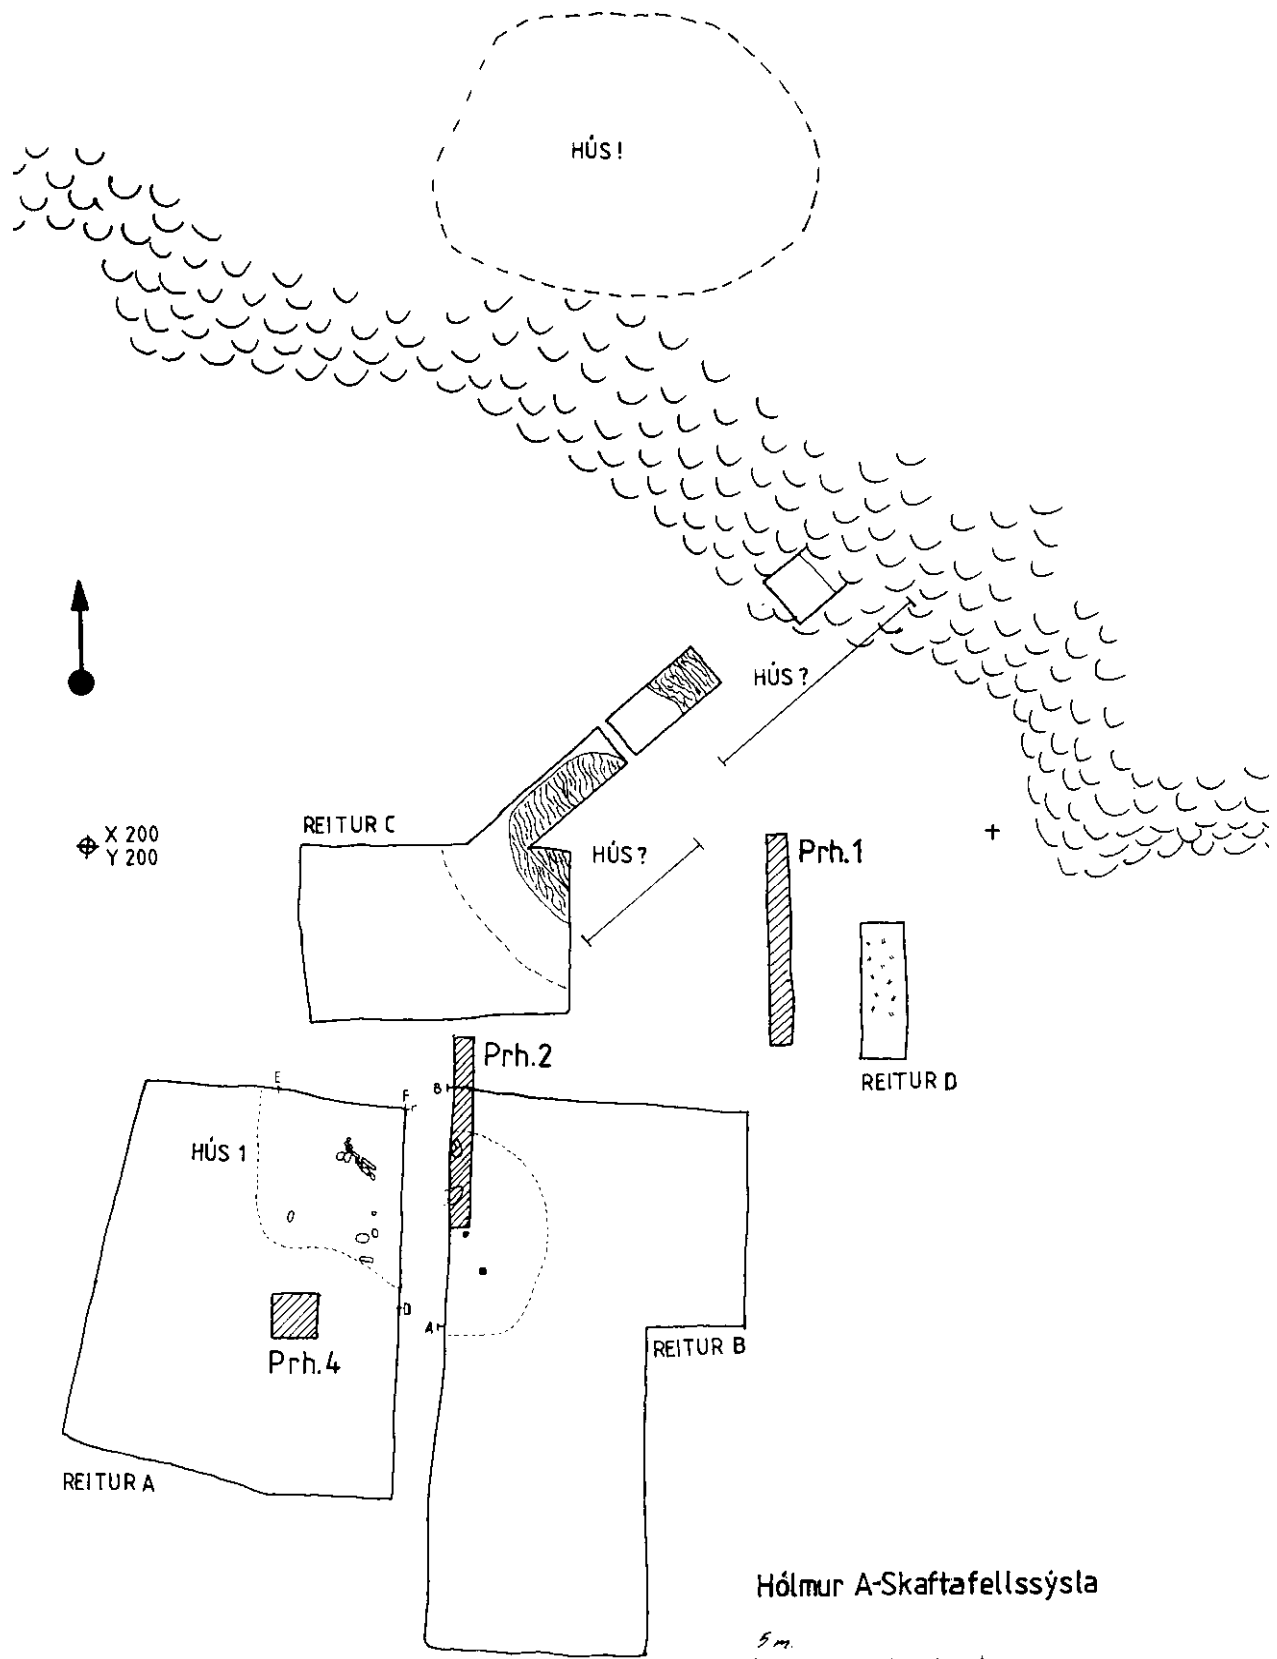 HÚS!
HÚS?
REITUR C
X 200
Y 200
HÚS?
Prh.1
+
REITUR D
Prh.2
E
F
B
HÚS 1
D
A
REITUR B
Prh.4
REITUR A
Hólmur A-Skaftafellssýsla
5 m.